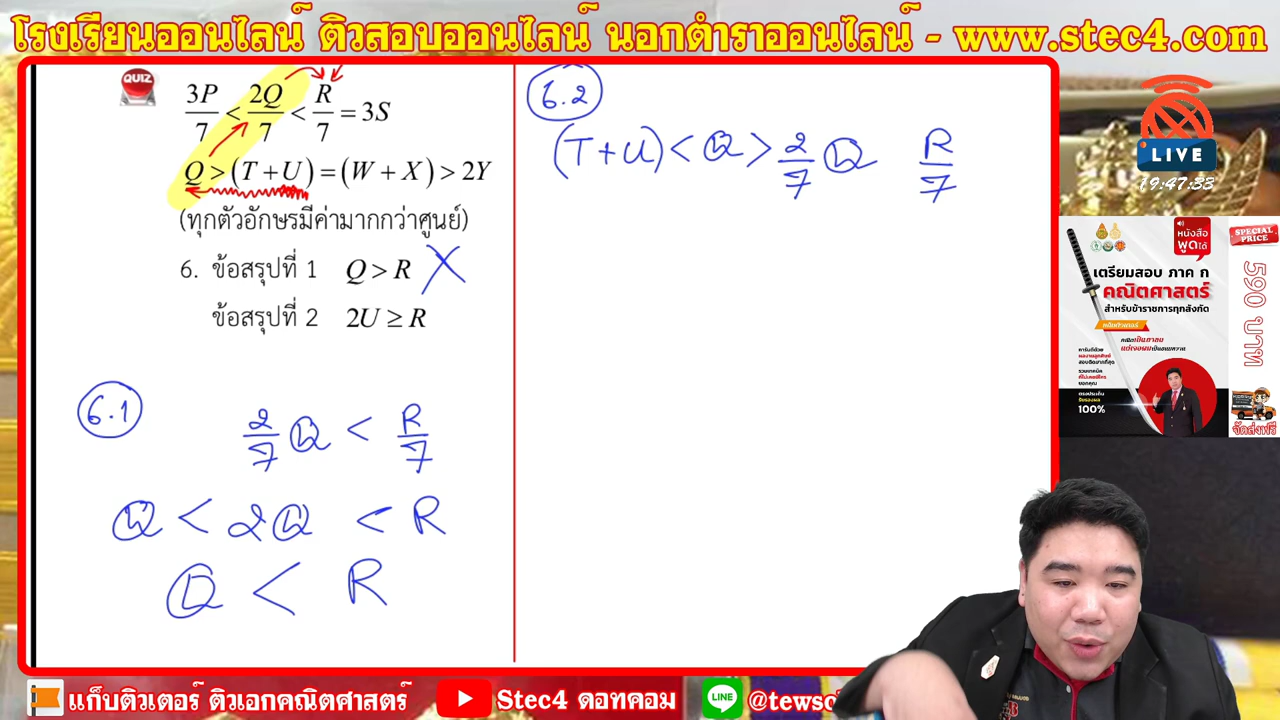 โรงเรียนออนไลน์ ติวสอบออนไลน์ นอกตำราออนไลน์ - www.stec4.com
QUIZ
3P/7 < 2Q/7 < R/7 = 3S
Q > (T + U) = (W + X) > 2Y
(ทุกตัวอักษรมีค่ามากกว่าศูนย์)
6. ข้อสรุปที่ 1 Q > R X
ข้อสรุปที่ 2 2U ≥ R
6.1
2/7 Q < R/7
Q < 2Q < R
Q < R
6.2
(T+U) < Q > 2/7 Q R/7
LIVE
19:47:33
หนังสือ
พูดได้
SPECIAL
PRICE
590 บาท
เตรียมสอบ ภาค ก
คณิตศาสตร์
สำหรับข้าราชการทุกสังกัด
100%
จัดส่งฟรี
แก็บติวเตอร์ ติวเอกคณิตศาสตร์
Stec4 ดอทคอม
LINE